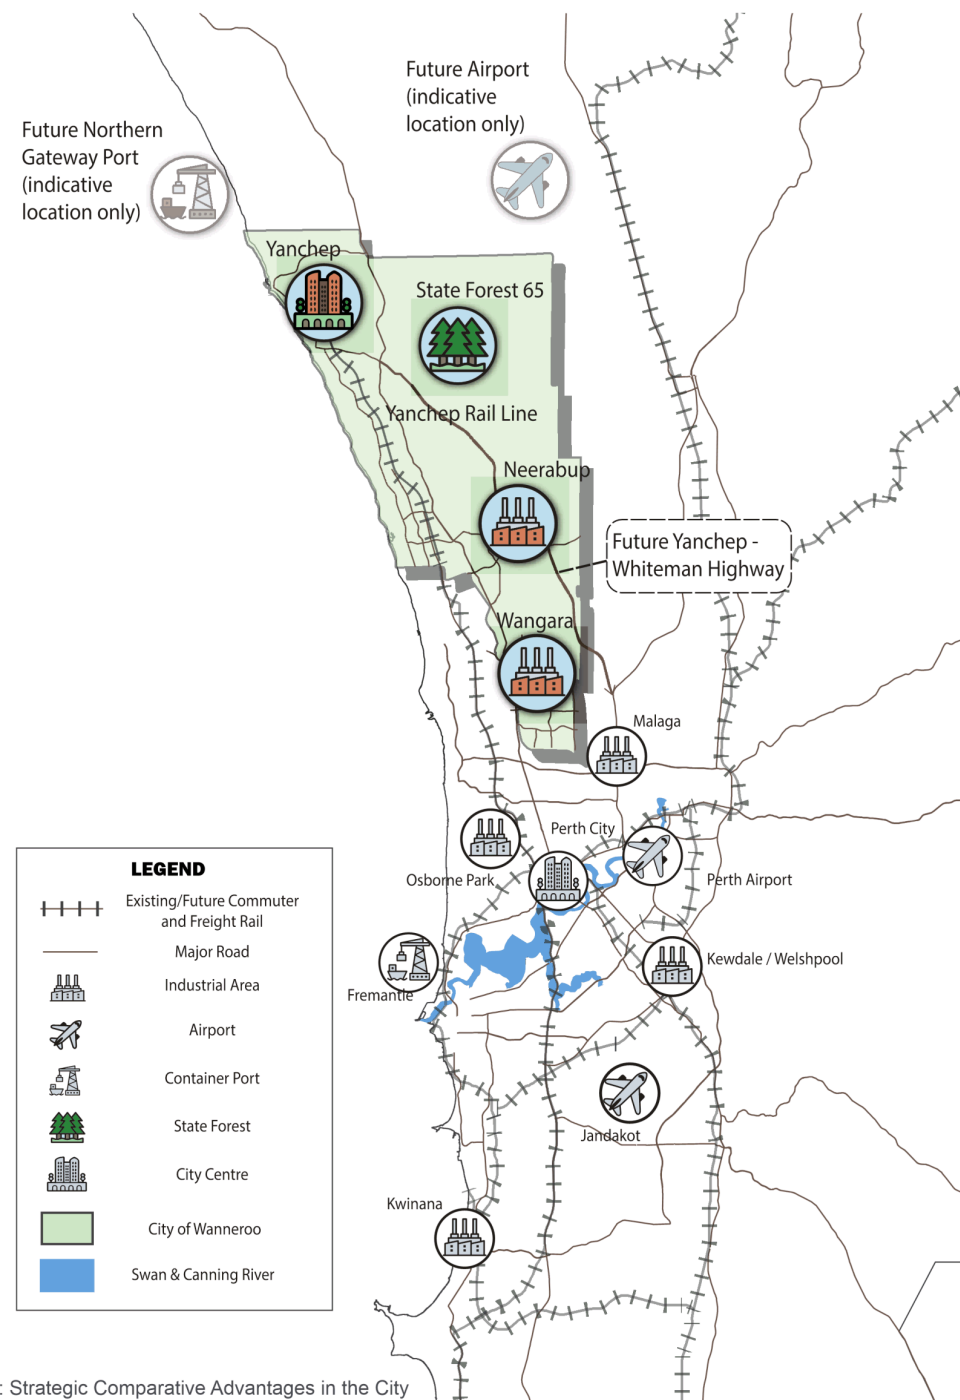 Future Airport
(indicative
location only)
Future Northern
Gateway Port
(indicative
location only)
Yanchep
State Forest 65
Yanchep Rail Line
Neerabup
Future Yanchep -
Whiteman Highway
Wangara
Malaga
Perth City
Osborne Park
Perth Airport
Kewdale / Welshpool
Fremantle
Jandakot
Kwinana
LEGEND
Existing/Future Commuter
and Freight Rail
Major Road
Industrial Area
Airport
Container Port
State Forest
City Centre
City of Wanneroo
Swan & Canning River
: Strategic Comparative Advantages in the City